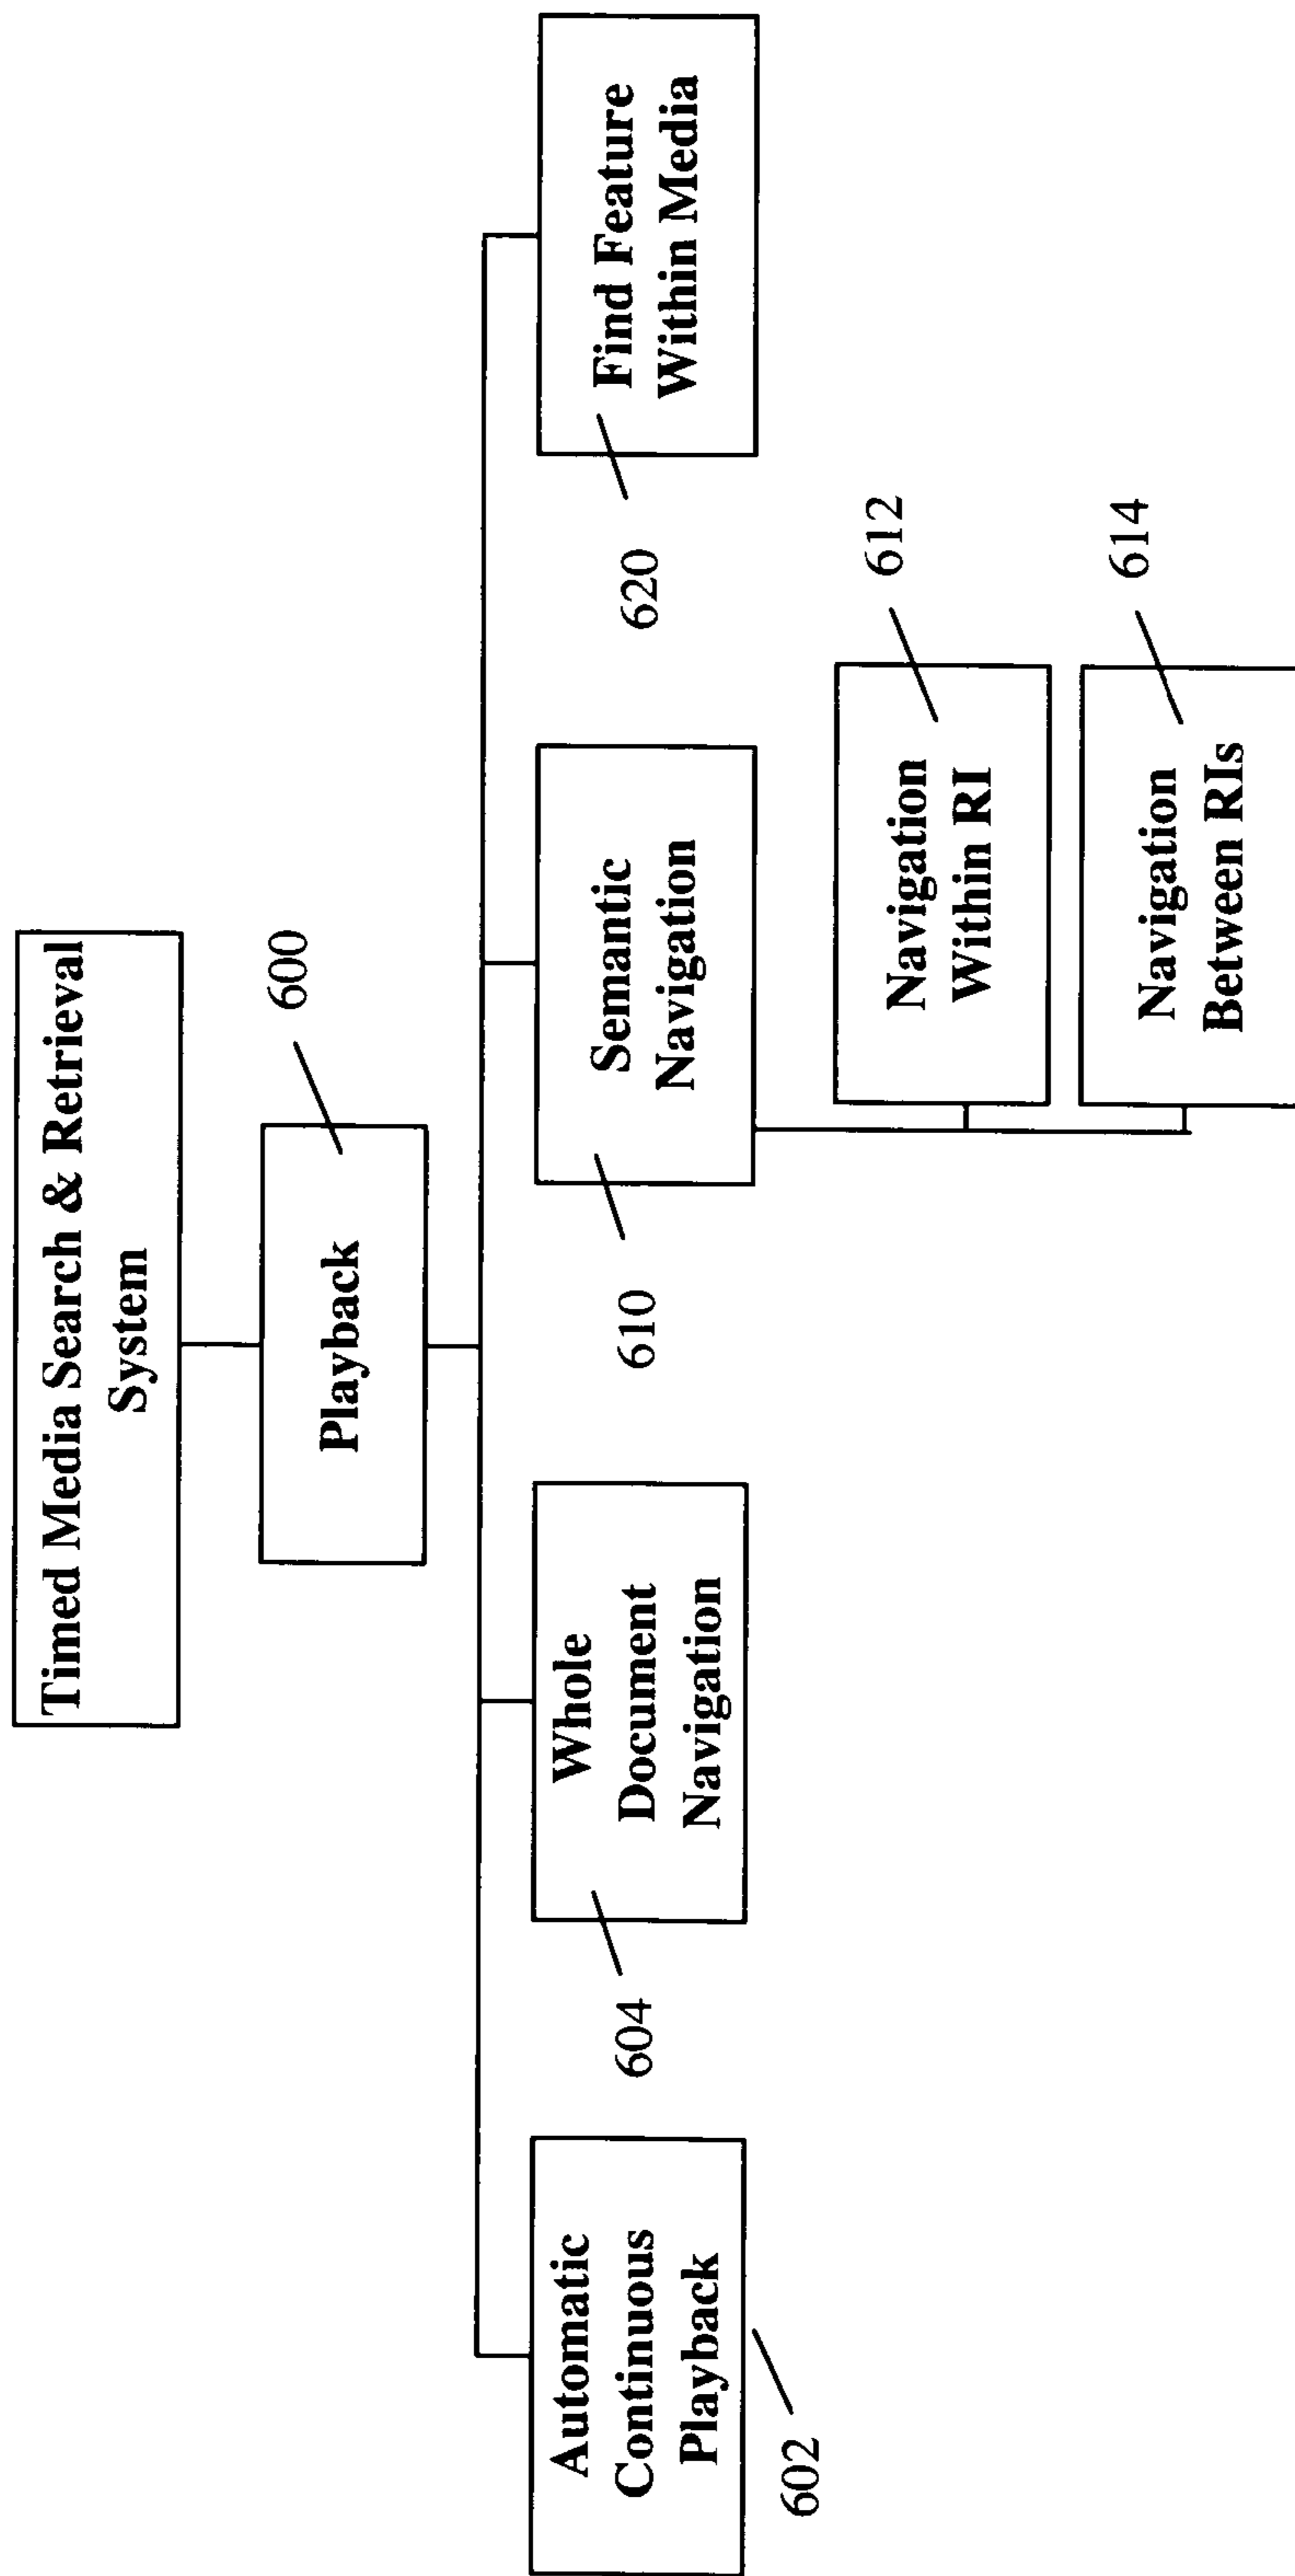 Timed Media Search & Retrieval
System
600
Playback
Automatic
Continuous
Playback
602
Whole
Document
Navigation
604
Semantic
Navigation
610
Find Feature
Within Media
620
Navigation
Within RI
612
Navigation
Between RIs
614